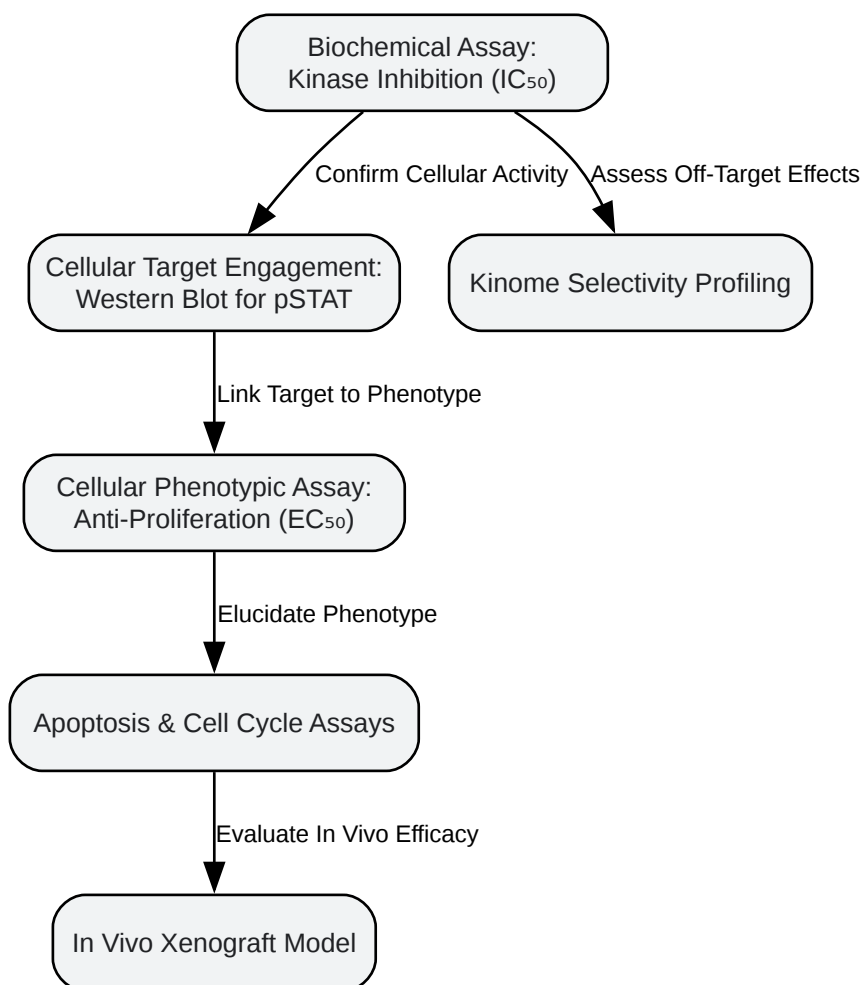 Biochemical Assay:
Kinase Inhibition (IC₅₀)
Confirm Cellular Activity
Assess Off-Target Effects
Cellular Target Engagement:
Western Blot for pSTAT
Kinome Selectivity Profiling
Link Target to Phenotype
Cellular Phenotypic Assay:
Anti-Proliferation (EC₅₀)
Elucidate Phenotype
Apoptosis & Cell Cycle Assays
Evaluate In Vivo Efficacy
In Vivo Xenograft Model